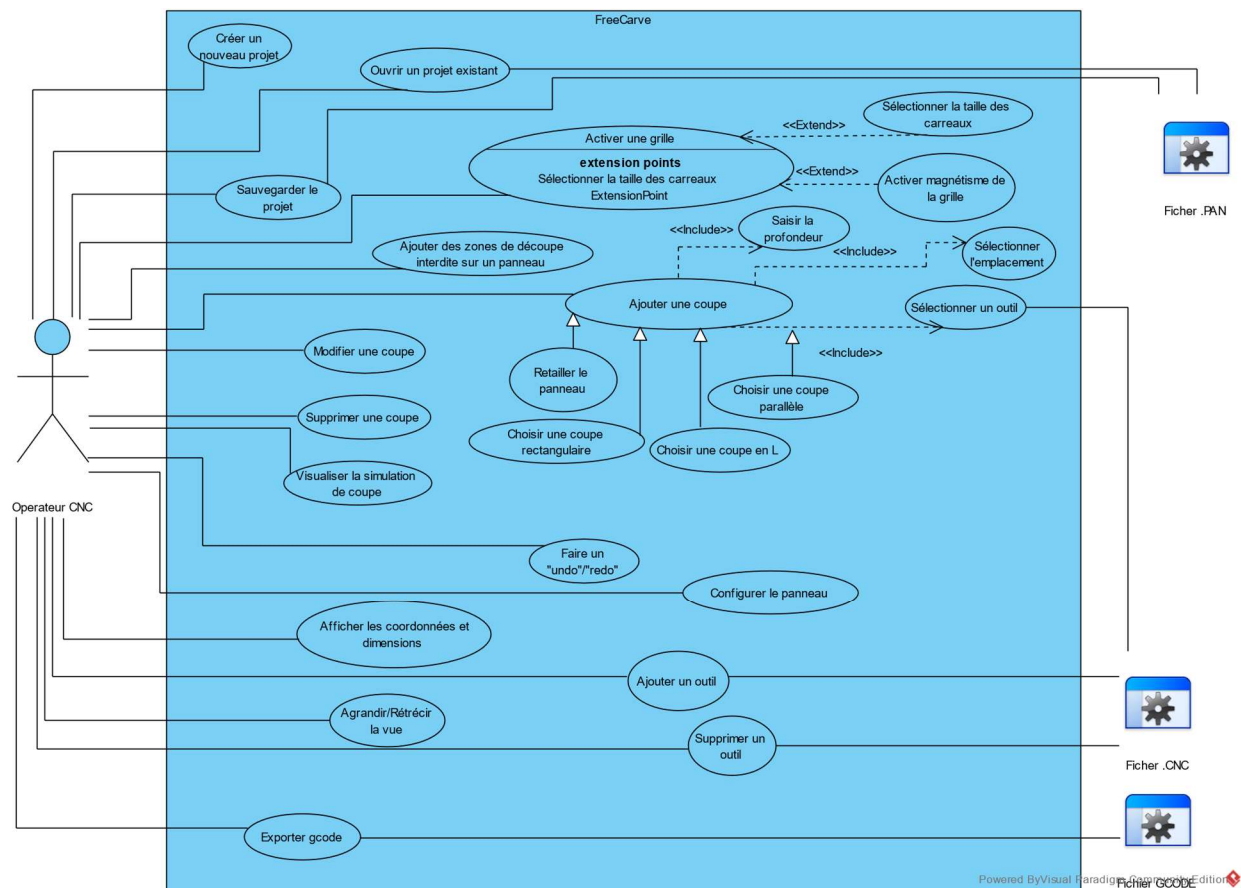 FreeCarve
Créer un
nouveau projet
Ouvrir un projet existant
Sélectionner la taille des
carreaux
<<Extend>>
Activer une grille
extension points
Sélectionner la taille des carreaux
ExtensionPoint
<<Extend>>
Activer magnétisme de
la grille
Ficher .PAN
Sauvegarder le
projet
Saisir la
profondeur
<<Include>>
Ajouter des zones de découpe
interdite sur un panneau
<<Include>>
Sélectionner
l'emplacement
Ajouter une coupe
Sélectionner un outil
<<Include>>
Modifier une coupe
Retailler le
panneau
Choisir une coupe
parallèle
Supprimer une coupe
Choisir une coupe
rectangulaire
Choisir une coupe en L
Visualiser la simulation
de coupe
Operateur CNC
Faire un
"undo"/"redo"
Configurer le panneau
Afficher les coordonnées et
dimensions
Ajouter un outil
Agrandir/Rétrécir
la vue
Supprimer un
outil
Ficher .CNC
Exporter gcode
Fichier GCODE
Powered By Visual Paradigm Community Edition